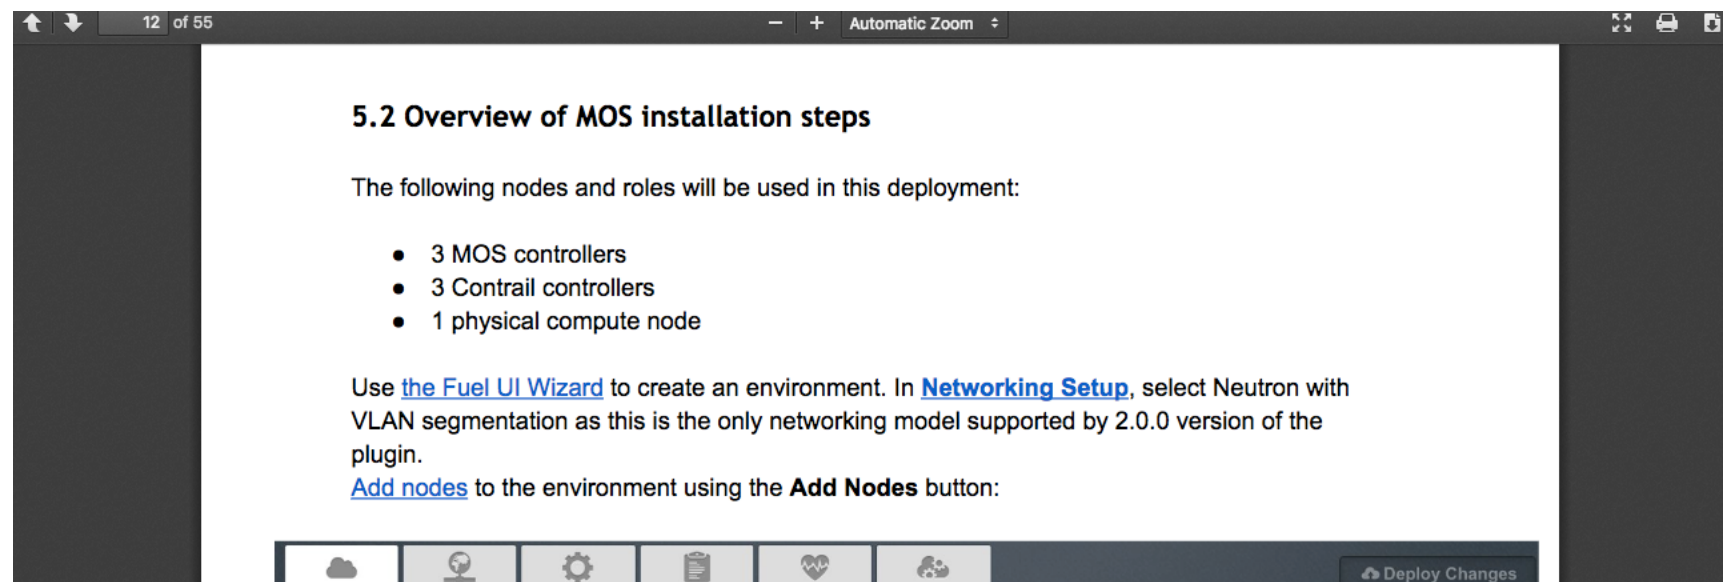 12 of 55
Automatic Zoom
5.2 Overview of MOS installation steps
The following nodes and roles will be used in this deployment:
● 3 MOS controllers
● 3 Contrail controllers
● 1 physical compute node
Use the Fuel UI Wizard to create an environment. In Networking Setup, select Neutron with
VLAN segmentation as this is the only networking model supported by 2.0.0 version of the
plugin.
Add nodes to the environment using the Add Nodes button:
Deploy Changes